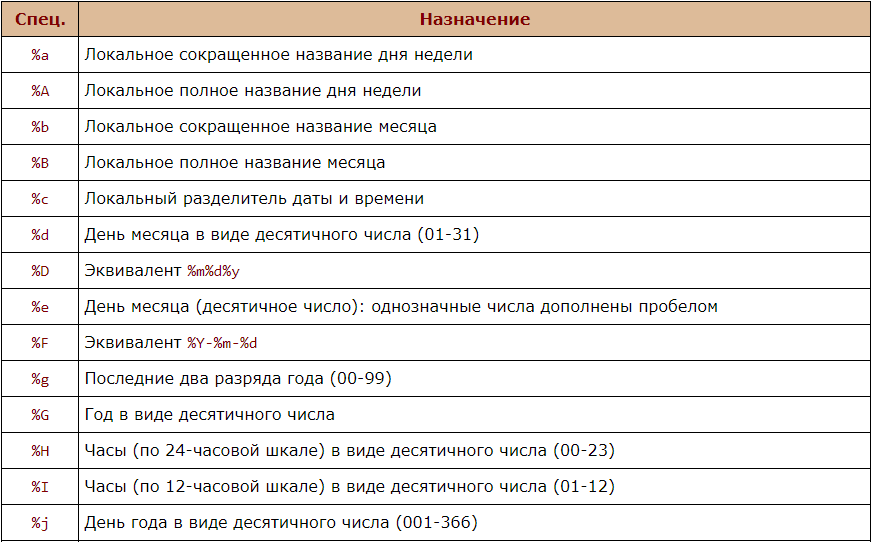 Спец. Назначение
%a Локальное сокращенное название дня недели
%A Локальное полное название дня недели
%b Локальное сокращенное название месяца
%B Локальное полное название месяца
%c Локальный разделитель даты и времени
%d День месяца в виде десятичного числа (01-31)
%D Эквивалент %m%d%y
%e День месяца (десятичное число): однозначные числа дополнены пробелом
%F Эквивалент %Y-%m-%d
%g Последние два разряда года (00-99)
%G Год в виде десятичного числа
%H Часы (по 24-часовой шкале) в виде десятичного числа (00-23)
%I Часы (по 12-часовой шкале) в виде десятичного числа (01-12)
%j День года в виде десятичного числа (001-366)